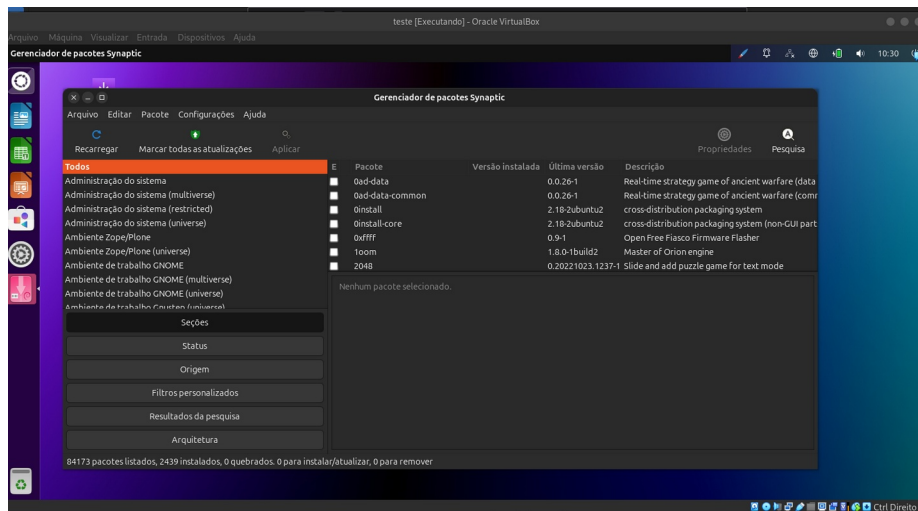 teste [Executando] - Oracle VirtualBox
Arquivo Máquina Visualizar Entrada Dispositivos Ajuda
Gerenciador de pacotes Synaptic
10:30
Gerenciador de pacotes Synaptic
Arquivo Editar Pacote Configurações Ajuda
Recarregar Marcar todas as atualizações Aplicar Propriedades Pesquisa
Todos
Administração do sistema
Administração do sistema (multiverse)
Administração do sistema (restricted)
Administração do sistema (universe)
Ambiente Zope/Plone
Ambiente Zope/Plone (universe)
Ambiente de trabalho GNOME
Ambiente de trabalho GNOME (multiverse)
Ambiente de trabalho GNOME (universe)
Ambiente de trabalho Gnustep (universe)
E Pacote Versão instalada Última versão Descrição
0ad-data 0.0.26-1 Real-time strategy game of ancient warfare (data
0ad-data-common 0.0.26-1 Real-time strategy game of ancient warfare (comm
0install 2.18-2ubuntu2 cross-distribution packaging system
0install-core 2.18-2ubuntu2 cross-distribution packaging system (non-GUI part
0xffff 0.9-1 Open Free Fiasco Firmware Flasher
1oom 1.8.0-1build2 Master of Orion engine
2048 0.20221023.1237-1 Slide and add puzzle game for text mode
Nenhum pacote selecionado.
Seções
Status
Origem
Filtros personalizados
Resultados da pesquisa
Arquitetura
84173 pacotes listados, 2439 instalados, 0 quebrados. 0 para instalar/atualizar, 0 para remover
Ctrl Direito